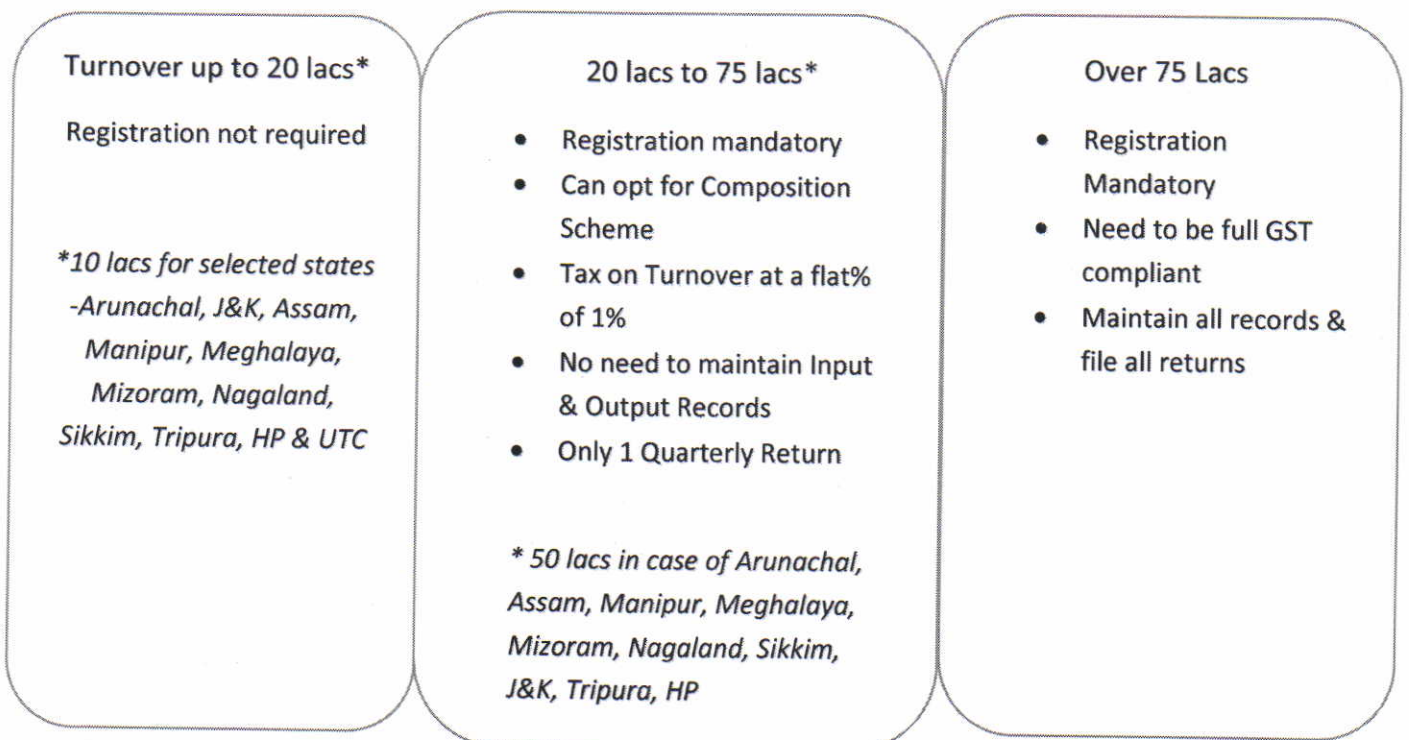 Turnover up to 20 lacs*
Registration not required
*10 lacs for selected states
-Arunachal, J&K, Assam,
Manipur, Meghalaya,
Mizoram, Nagaland,
Sikkim, Tripura, HP & UTC
20 lacs to 75 lacs*
• Registration mandatory
• Can opt for Composition
Scheme
• Tax on Turnover at a flat%
of 1%
• No need to maintain Input
& Output Records
• Only 1 Quarterly Return
* 50 lacs in case of Arunachal,
Assam, Manipur, Meghalaya,
Mizoram, Nagaland, Sikkim,
J&K, Tripura, HP
Over 75 Lacs
• Registration
Mandatory
• Need to be full GST
compliant
• Maintain all records &
file all returns